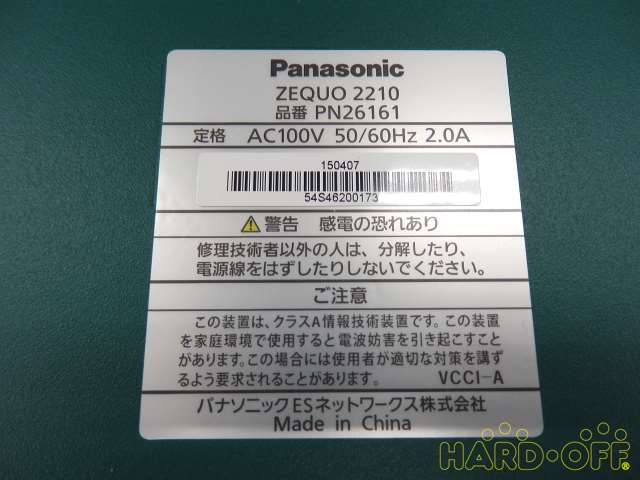 Panasonic
ZEQUO 2210
品番 PN26161
定格 AC100V 50/60Hz 2.0A
150407
54S46200173
警告 感電の恐れあり
修理技術者以外の人は、分解したり、
電源線をはずしたりしないでください。
ご注意
この装置は、クラスA情報技術装置です。この装置
を家庭環境で使用すると電波妨害を引き起こすこと
があります。この場合には使用者が適切な対策を講ず
るよう要求されることがあります。 VCCI-A
パナソニックESネットワークス株式会社
Made in China
HARD-OFF